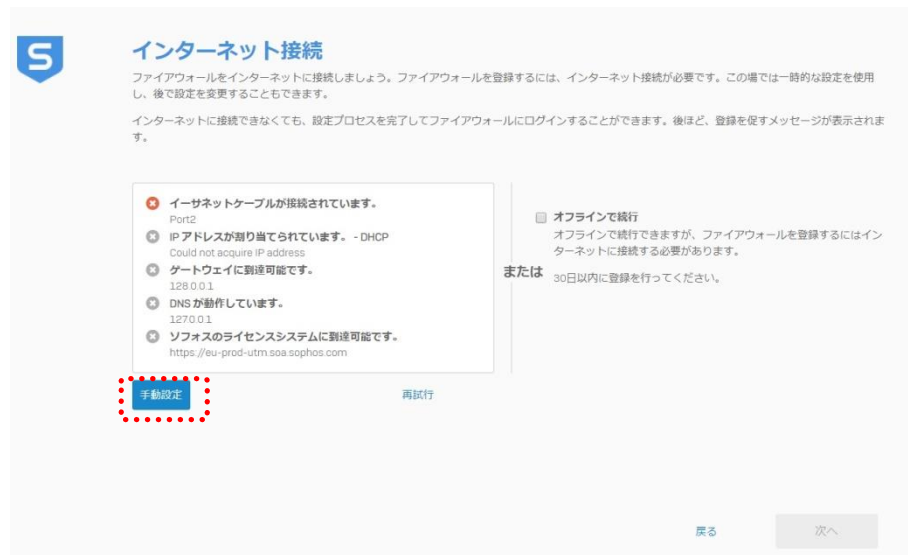 S
インターネット接続
ファイアウォールをインターネットに接続しましょう。ファイアウォールを登録するには、インターネット接続が必要です。この場では一時的な設定を使用
し、後で設定を変更することもできます。
インターネットに接続できなくても、設定プロセスを完了してファイアウォールにログインすることができます。後ほど、登録を促すメッセージが表示されま
す。
イーサネットケーブルが接続されています。
Port2
IP アドレスが割り当てられています。 - DHCP
Could not acquire IP address
ゲートウェイに到達可能です。
128.0.0.1
DNS が動作しています。
127.0.0.1
ソフォスのライセンスシステムに到達可能です。
https://eu-prod-utm.soa.sophos.com
または
オフラインで続行
オフラインで続行できますが、ファイアウォールを登録するにはイン
ターネットに接続する必要があります。
30日以内に登録を行ってください。
手動設定
再試行
戻る
次へ